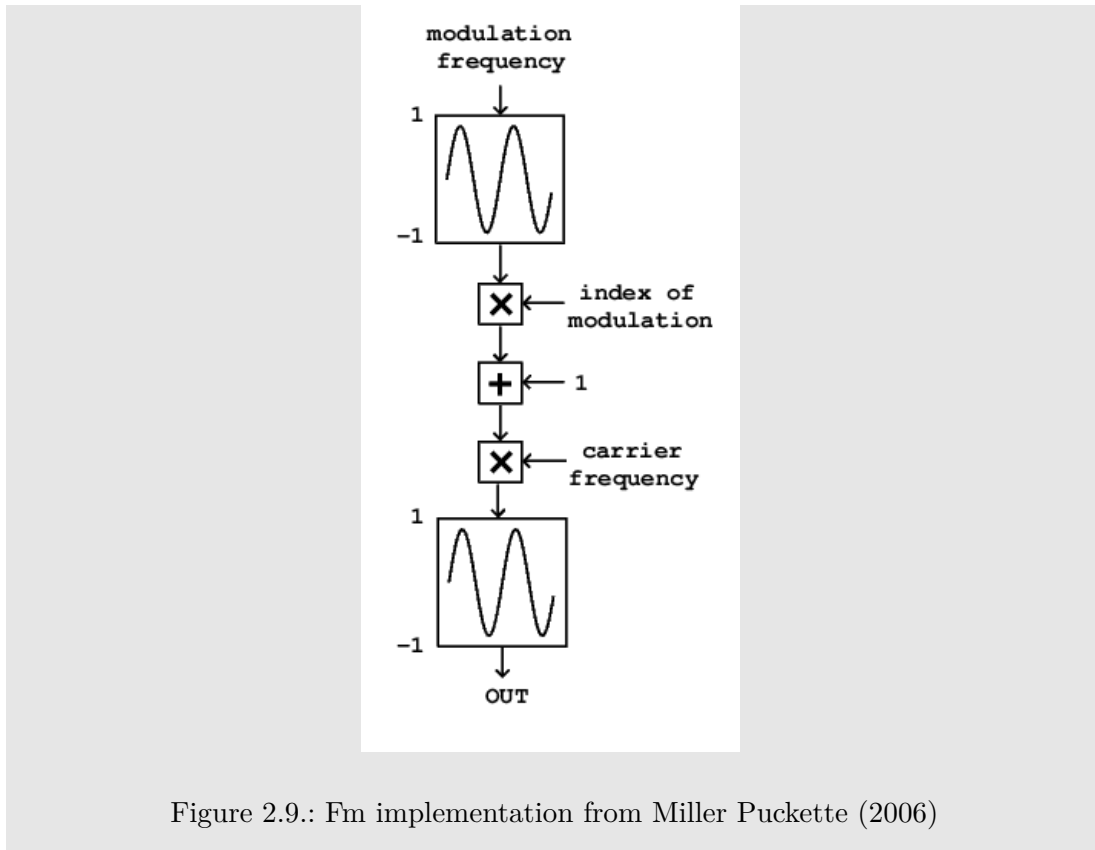 modulation
frequency
1
−1
×
index of
modulation
+
1
×
carrier
frequency
1
−1
OUT
Figure 2.9.: Fm implementation from Miller Puckette (2006)